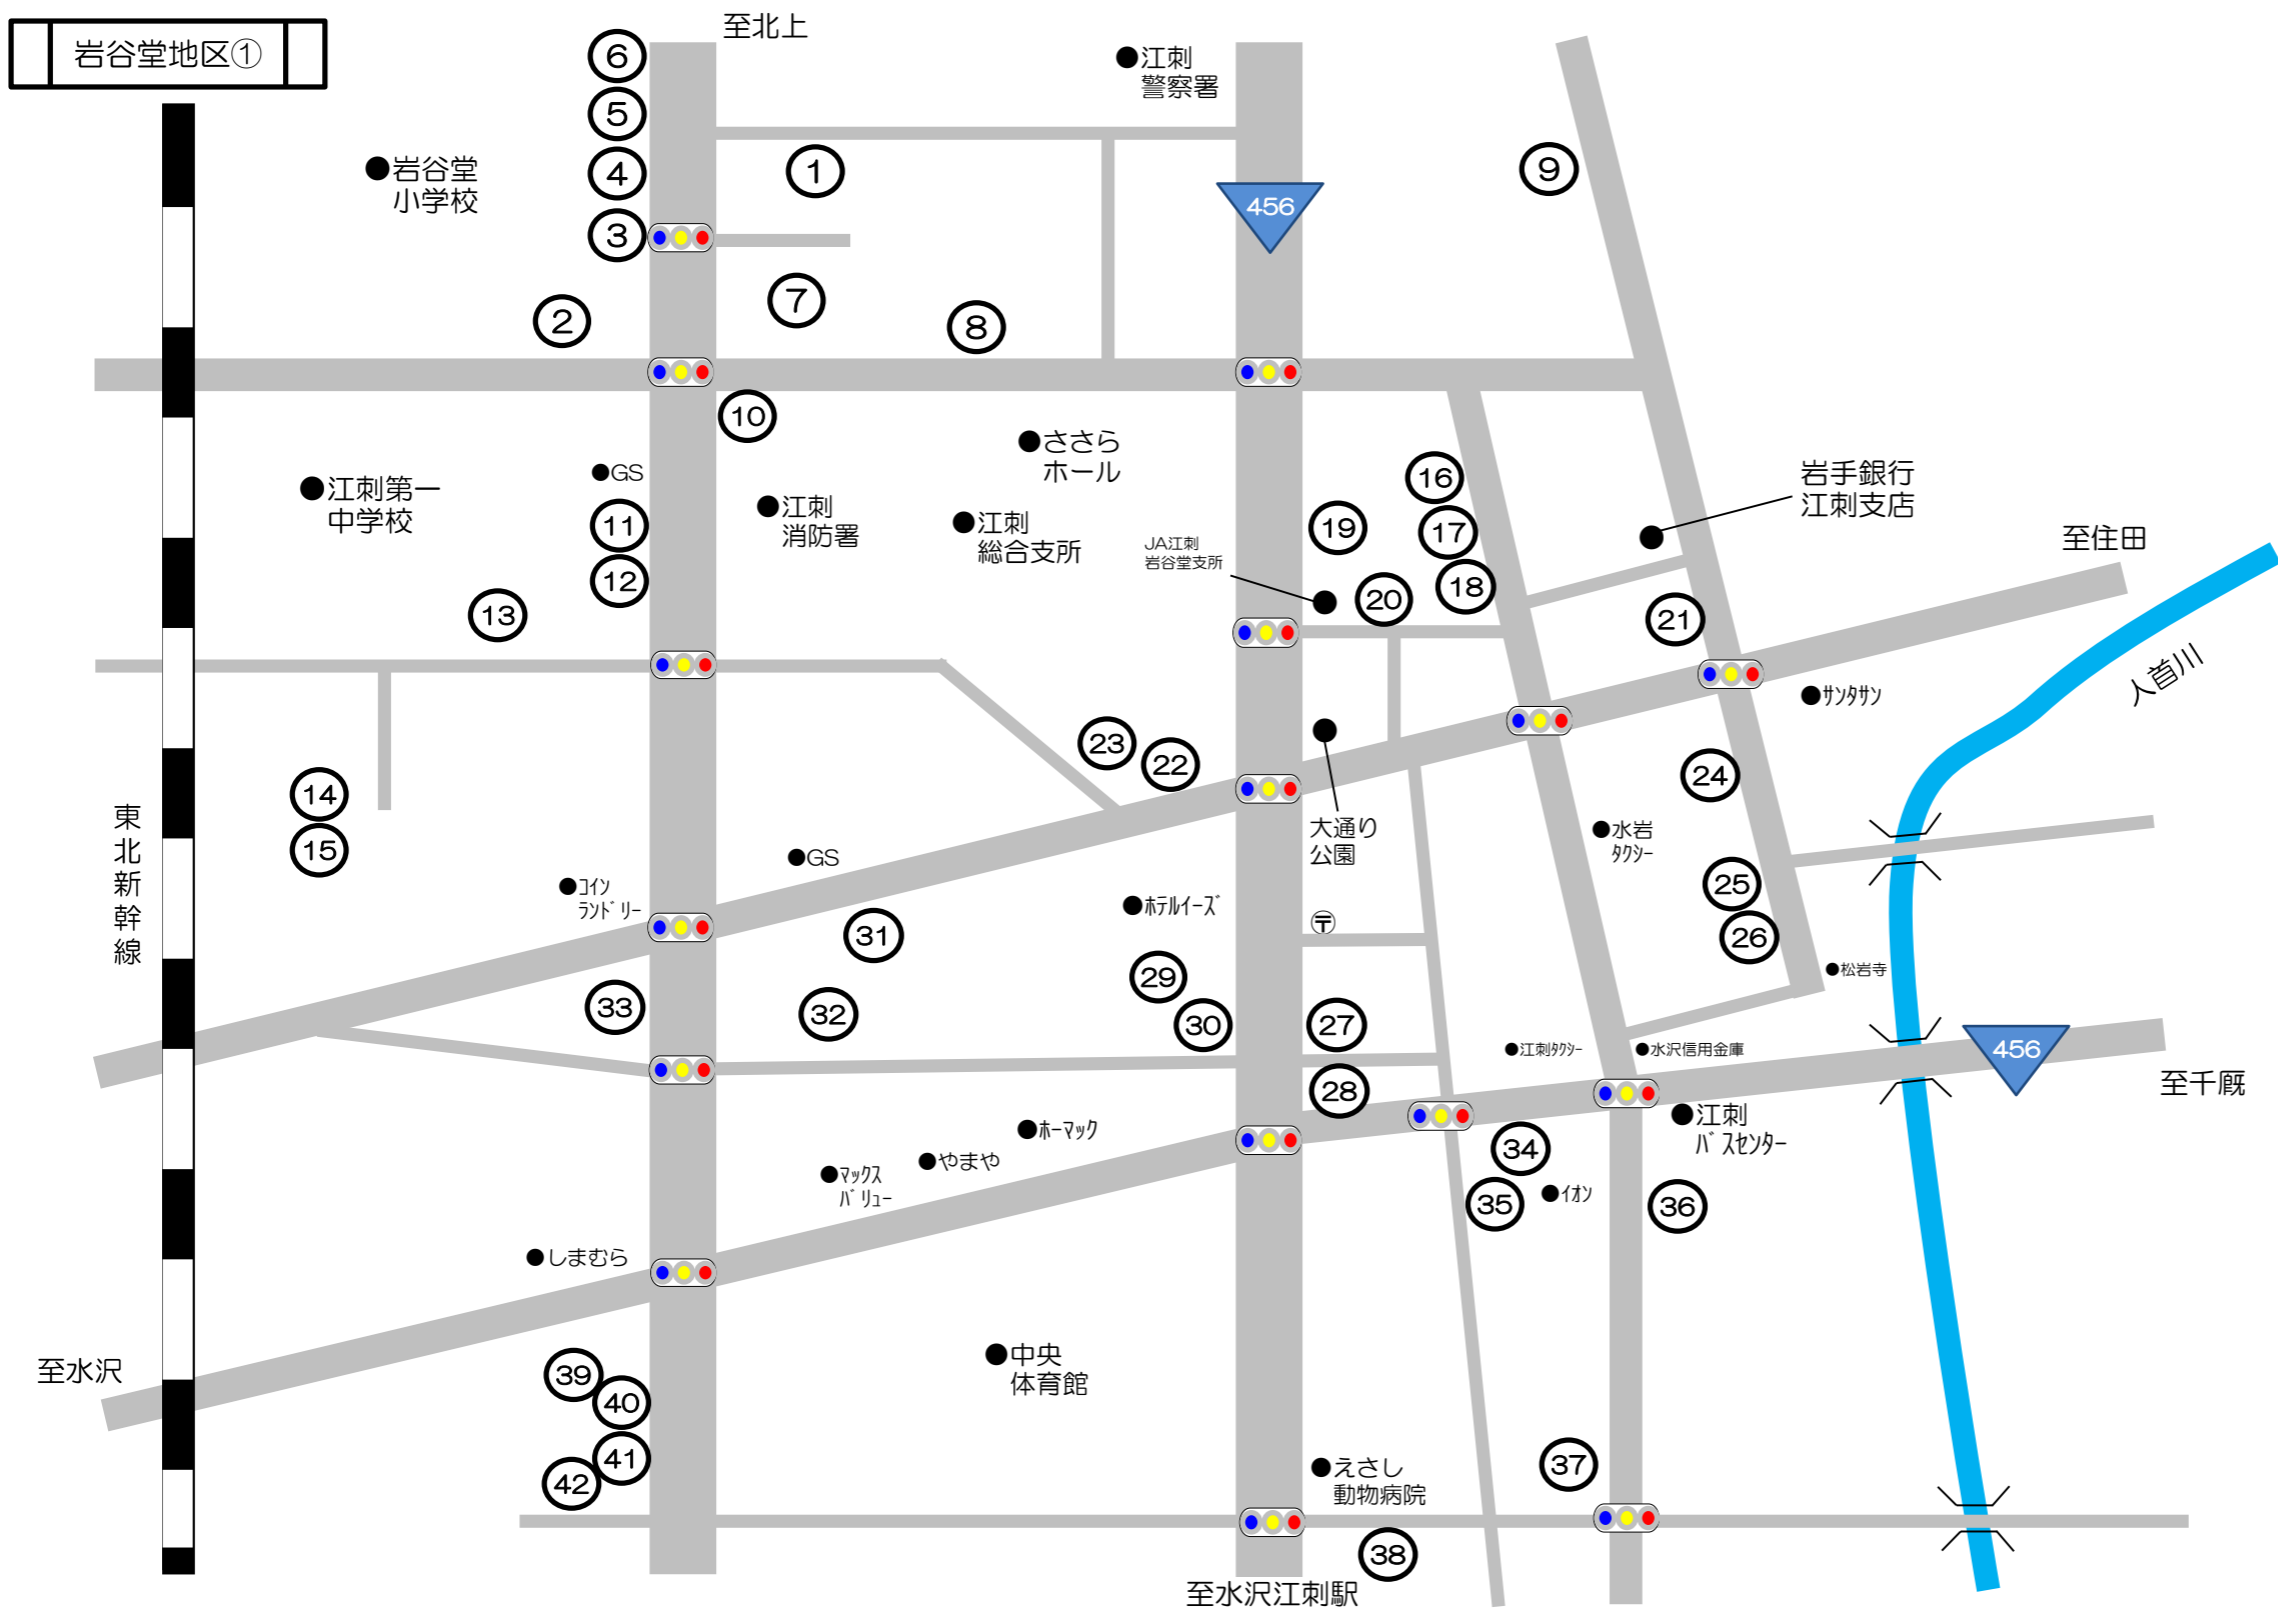 岩谷堂地区①
至北上
⑥
⑤
④
③
①
●江刺
警察署
●岩谷堂
小学校
456
⑨
②
⑦
⑧
⑩
●ささら
ホール
●江刺第一
中学校
●GS
⑪
⑫
●江刺
消防署
●江刺
総合支所
⑬
JA江刺
岩谷堂支所
⑲
⑳
⑯
⑰
⑱
岩手銀行
江刺支店
至住田
㉑
●サンタサン
人首川
⑭
⑮
㉓
㉒
大通り
公園
㉔
●水岩
タクシー
㉕
㉖
●松岩寺
東北新幹線
●GS
●コイン
ランドリー
㉛
●ホテルイーズ
〒
㉙
㉚
㉗
㉘
㉝
㉜
●江刺タクシー
●水沢信用金庫
456
至千厩
●江刺
バスセンター
●ホーマック
●やまや
●マックス
バリュー
㉞
㉟
●イオン
㊱
●しまむら
至水沢
㊴
㊵
㊶
㊷
●中央
体育館
●えさし
動物病院
㊲
㊳
至水沢江刺駅